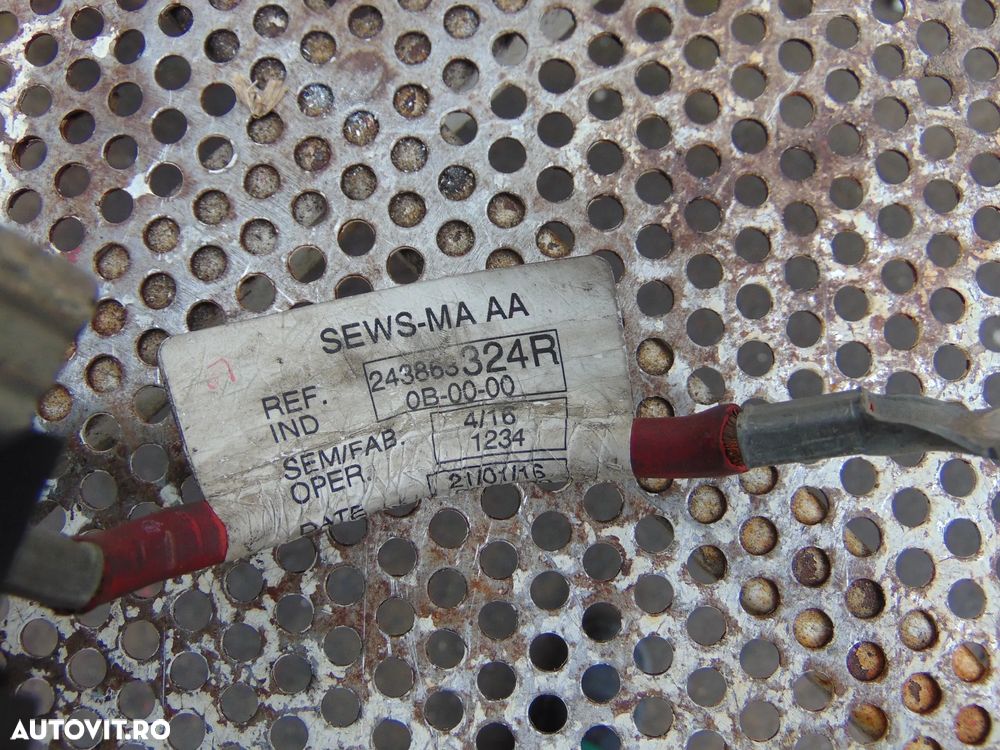 SEWS-MA AA
REF. 243863324R
IND 0B-00-00
SEM/FAB. 4/16
OPER. 1234
DATE 21/01/16
AUTOVIT.RO